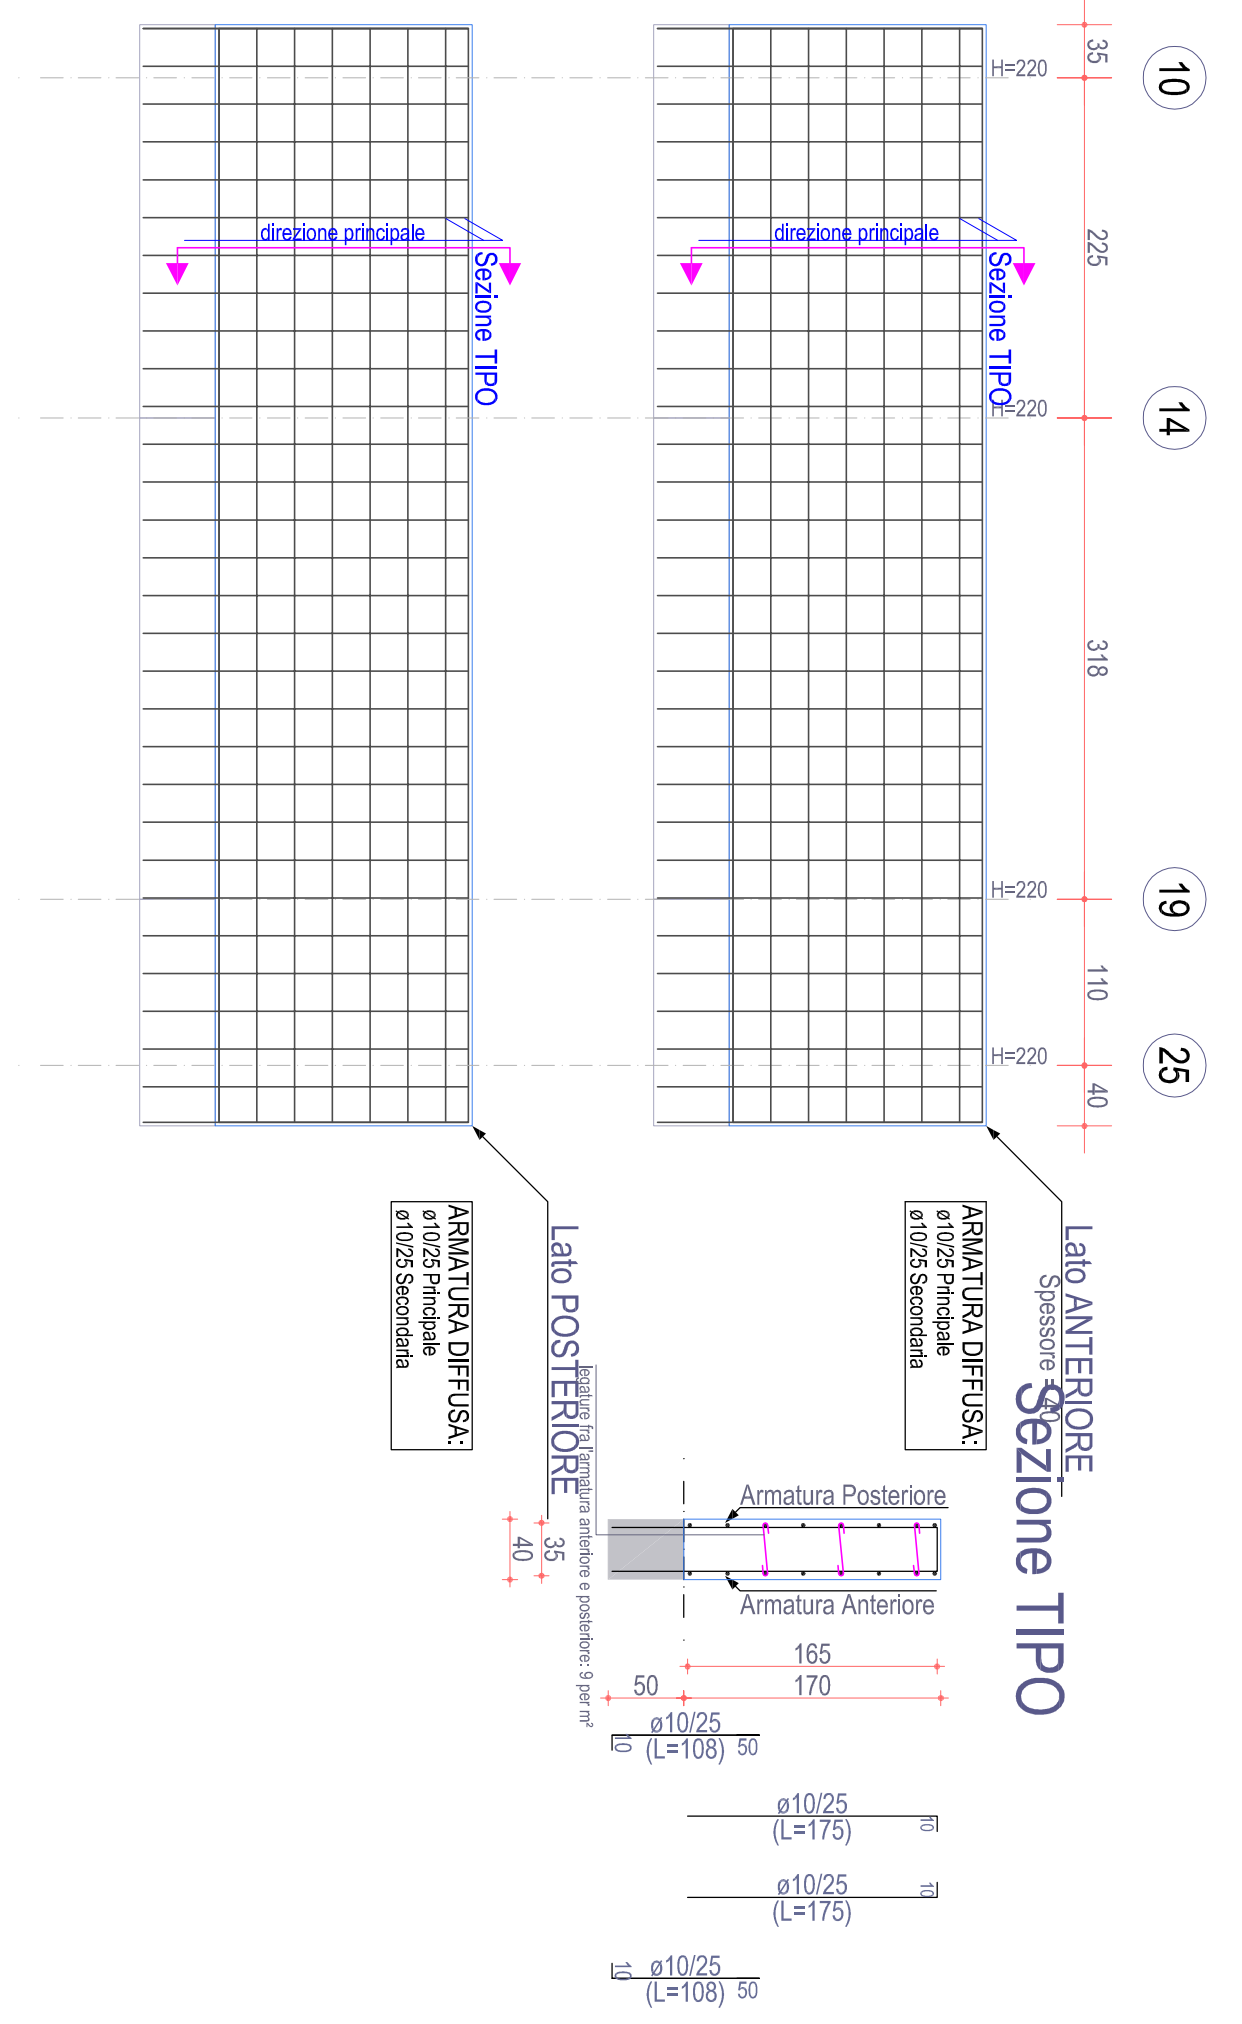 10
14
19
25
35
225
318
110
40
H=220
H=220
H=220
H=220
direzione principale
Sezione TIPO
direzione principale
Sezione TIPO
Lato ANTERIORE
Spessore = 40
ARMATURA DIFFUSA:
ø10/25 Principale
ø10/25 Secondaria
Lato POSTERIORE
ARMATURA DIFFUSA:
ø10/25 Principale
ø10/25 Secondaria
Sezione TIPO
legature fra l'armatura anteriore e posteriore: 9 per m²
Armatura Posteriore
Armatura Anteriore
35
40
165
50
170
ø10/25
(L=108)
10
50
ø10/25
(L=175)
10
ø10/25
(L=175)
10
ø10/25
(L=108)
10
50